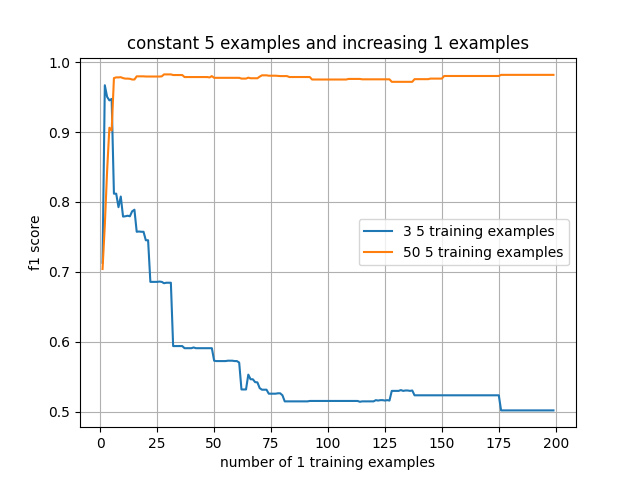 constant 5 examples and increasing 1 examples
1.0
0.9
0.8
0.7
0.6
0.5
f1 score
3 5 training examples
50 5 training examples
0 25 50 75 100 125 150 175 200
number of 1 training examples